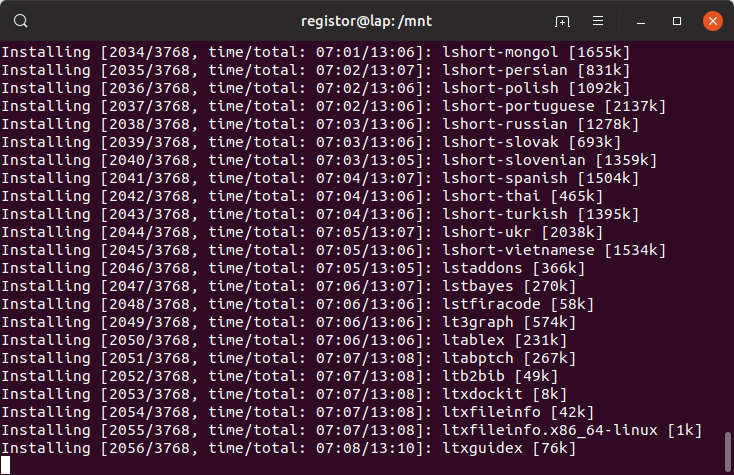 registor@lap: /mnt
Installing [2034/3768, time/total: 07:01/13:06]: lshort-mongol [1655k]
Installing [2035/3768, time/total: 07:02/13:07]: lshort-persian [831k]
Installing [2036/3768, time/total: 07:02/13:06]: lshort-polish [1092k]
Installing [2037/3768, time/total: 07:02/13:06]: lshort-portuguese [2137k]
Installing [2038/3768, time/total: 07:03/13:06]: lshort-russian [1278k]
Installing [2039/3768, time/total: 07:03/13:06]: lshort-slovak [693k]
Installing [2040/3768, time/total: 07:03/13:05]: lshort-slovenian [1359k]
Installing [2041/3768, time/total: 07:04/13:07]: lshort-spanish [1504k]
Installing [2042/3768, time/total: 07:04/13:07]: lshort-thai [465k]
Installing [2043/3768, time/total: 07:04/13:06]: lshort-turkish [1395k]
Installing [2044/3768, time/total: 07:05/13:07]: lshort-ukr [2038k]
Installing [2045/3768, time/total: 07:05/13:06]: lshort-vietnamese [1534k]
Installing [2046/3768, time/total: 07:05/13:05]: lstaddons [366k]
Installing [2047/3768, time/total: 07:06/13:07]: lstbayes [270k]
Installing [2048/3768, time/total: 07:06/13:06]: lstfiracode [58k]
Installing [2049/3768, time/total: 07:06/13:06]: lt3graph [574k]
Installing [2050/3768, time/total: 07:06/13:06]: ltablex [231k]
Installing [2051/3768, time/total: 07:07/13:08]: ltabptch [267k]
Installing [2052/3768, time/total: 07:07/13:08]: ltb2bib [49k]
Installing [2053/3768, time/total: 07:07/13:08]: ltxdockit [8k]
Installing [2054/3768, time/total: 07:07/13:08]: ltxfileinfo [42k]
Installing [2055/3768, time/total: 07:07/13:08]: ltxfileinfo.x86_64-linux [1k]
Installing [2056/3768, time/total: 07:08/13:10]: ltxguidex [76k]